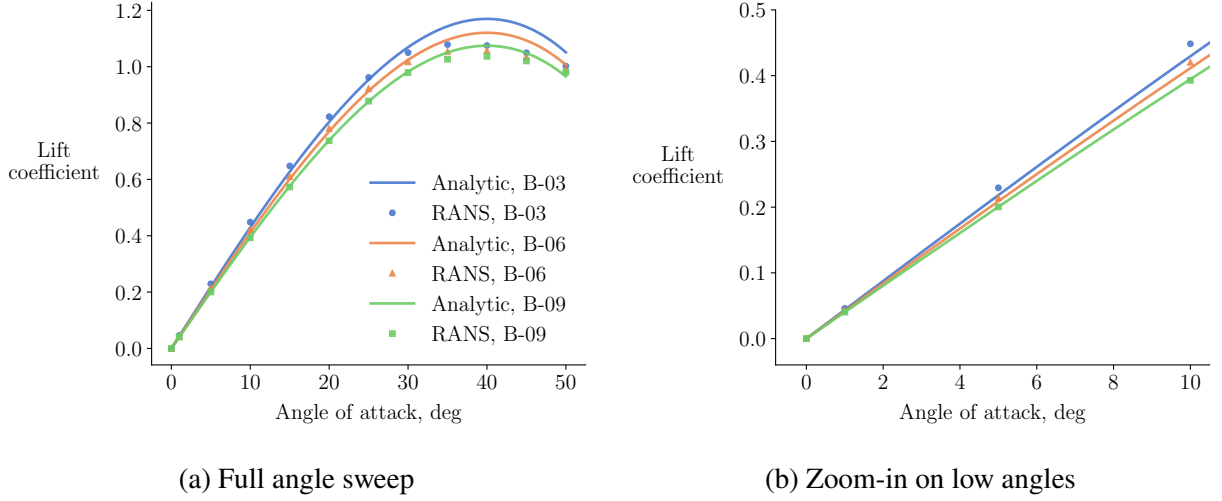 1.2
1.0
0.8
0.6
0.4
0.2
0.0
Lift
coefficient
Analytic, B-03
RANS, B-03
Analytic, B-06
RANS, B-06
Analytic, B-09
RANS, B-09
0 10 20 30 40 50
Angle of attack, deg
(a) Full angle sweep
0.5
0.4
0.3
0.2
0.1
0.0
Lift
coefficient
0 2 4 6 8 10
Angle of attack, deg
(b) Zoom-in on low angles